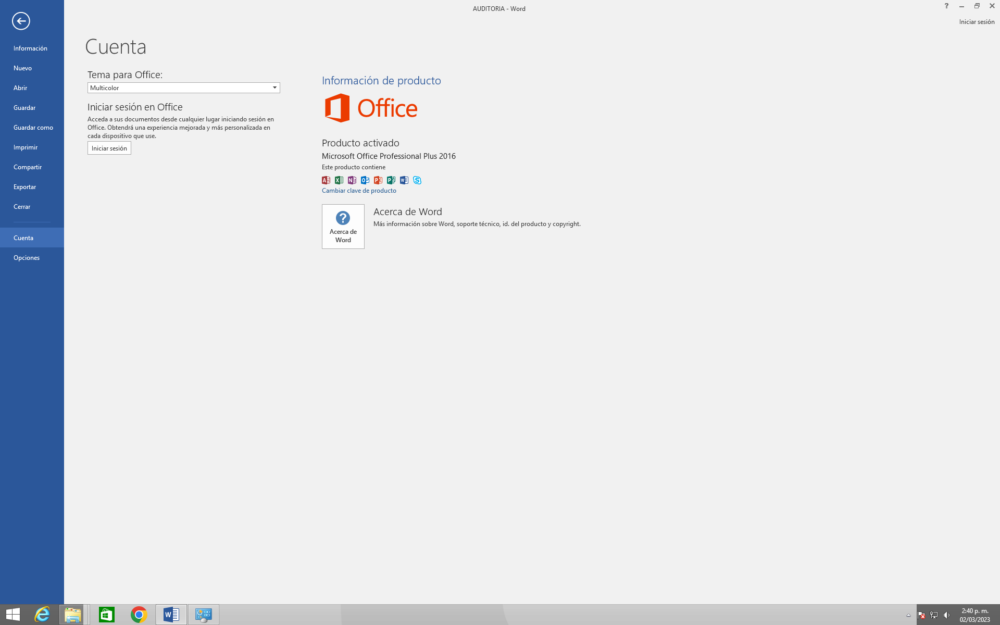 AUDITORIA - Word
?
Iniciar sesión
Información
Nuevo
Abrir
Guardar
Guardar como
Imprimir
Compartir
Exportar
Cerrar
Cuenta
Opciones
Cuenta
Tema para Office:
Multicolor
Iniciar sesión en Office
Acceda a sus documentos desde cualquier lugar iniciando sesión en
Office. Obtendrá una experiencia mejorada y más personalizada en
cada dispositivo que use.
Iniciar sesión
Información de producto
Office
Producto activado
Microsoft Office Professional Plus 2016
Este producto contiene
Cambiar clave de producto
?
Acerca de
Word
Acerca de Word
Más información sobre Word, soporte técnico, id. del producto y copyright.
2:40 p. m.
02/03/2023